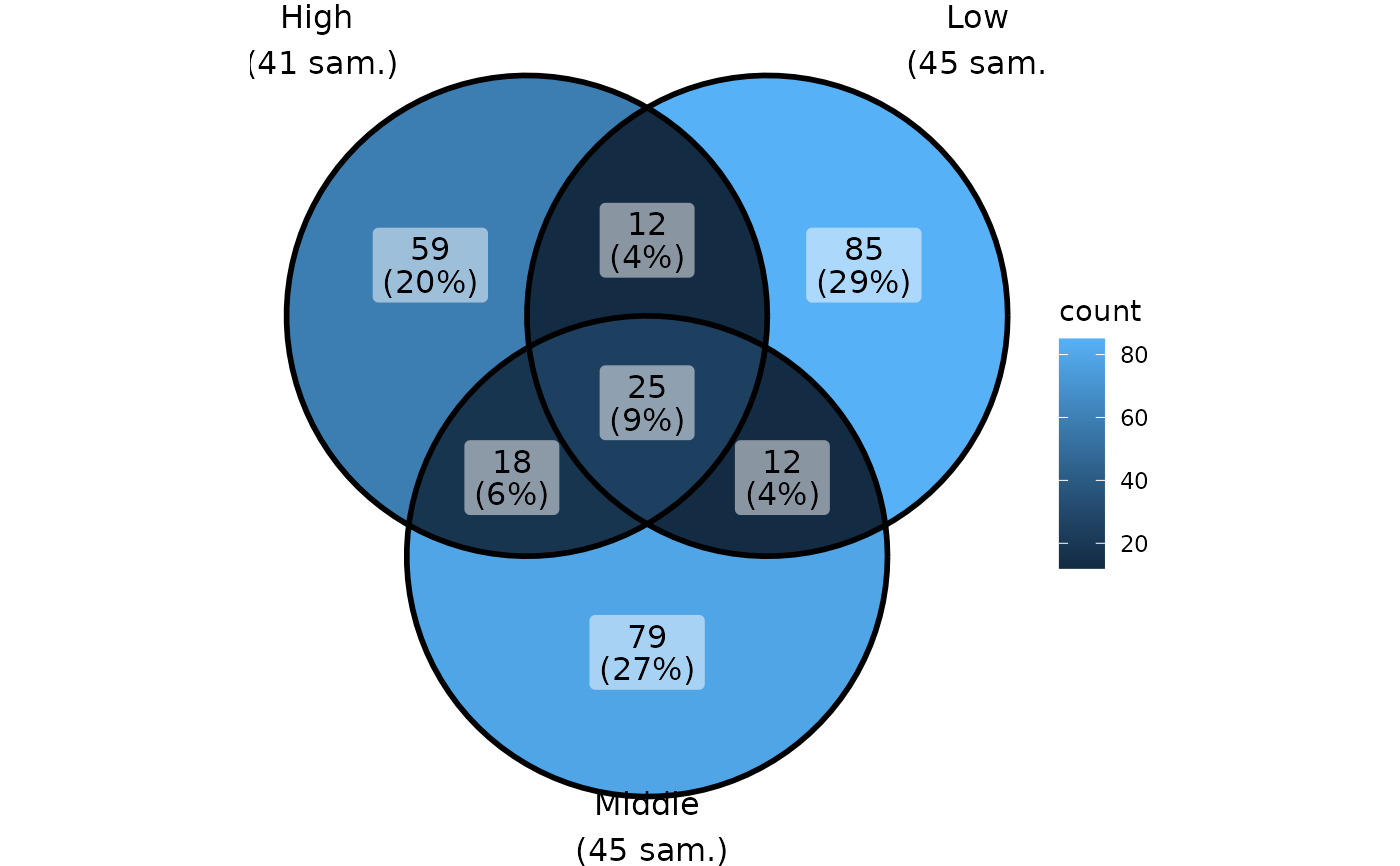 High
(41 sam.)
Low
(45 sam.
59
(20%)
12
(4%)
85
(29%)
25
(9%)
18
(6%)
12
(4%)
79
(27%)
Middle
(45 sam.)
count
80
60
40
20